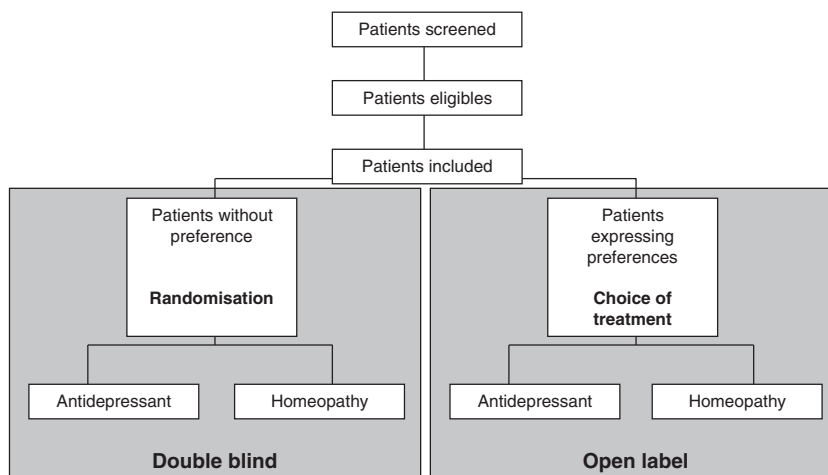 Patients screened
Patients eligibles
Patients included
Patients without
preference
Randomisation
Antidepressant
Homeopathy
Double blind
Patients
expressing
preferences
Choice of
treatment
Antidepressant
Homeopathy
Open label